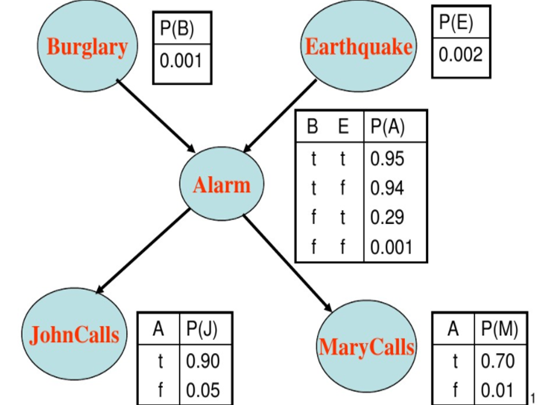 Burglary
P(B)
0.001
Earthquake
P(E)
0.002
Alarm
B E P(A)
t t 0.95
t f 0.94
f t 0.29
f f 0.001
JohnCalls
A P(J)
t 0.90
f 0.05
MaryCalls
A P(M)
t 0.70
f 0.01
1